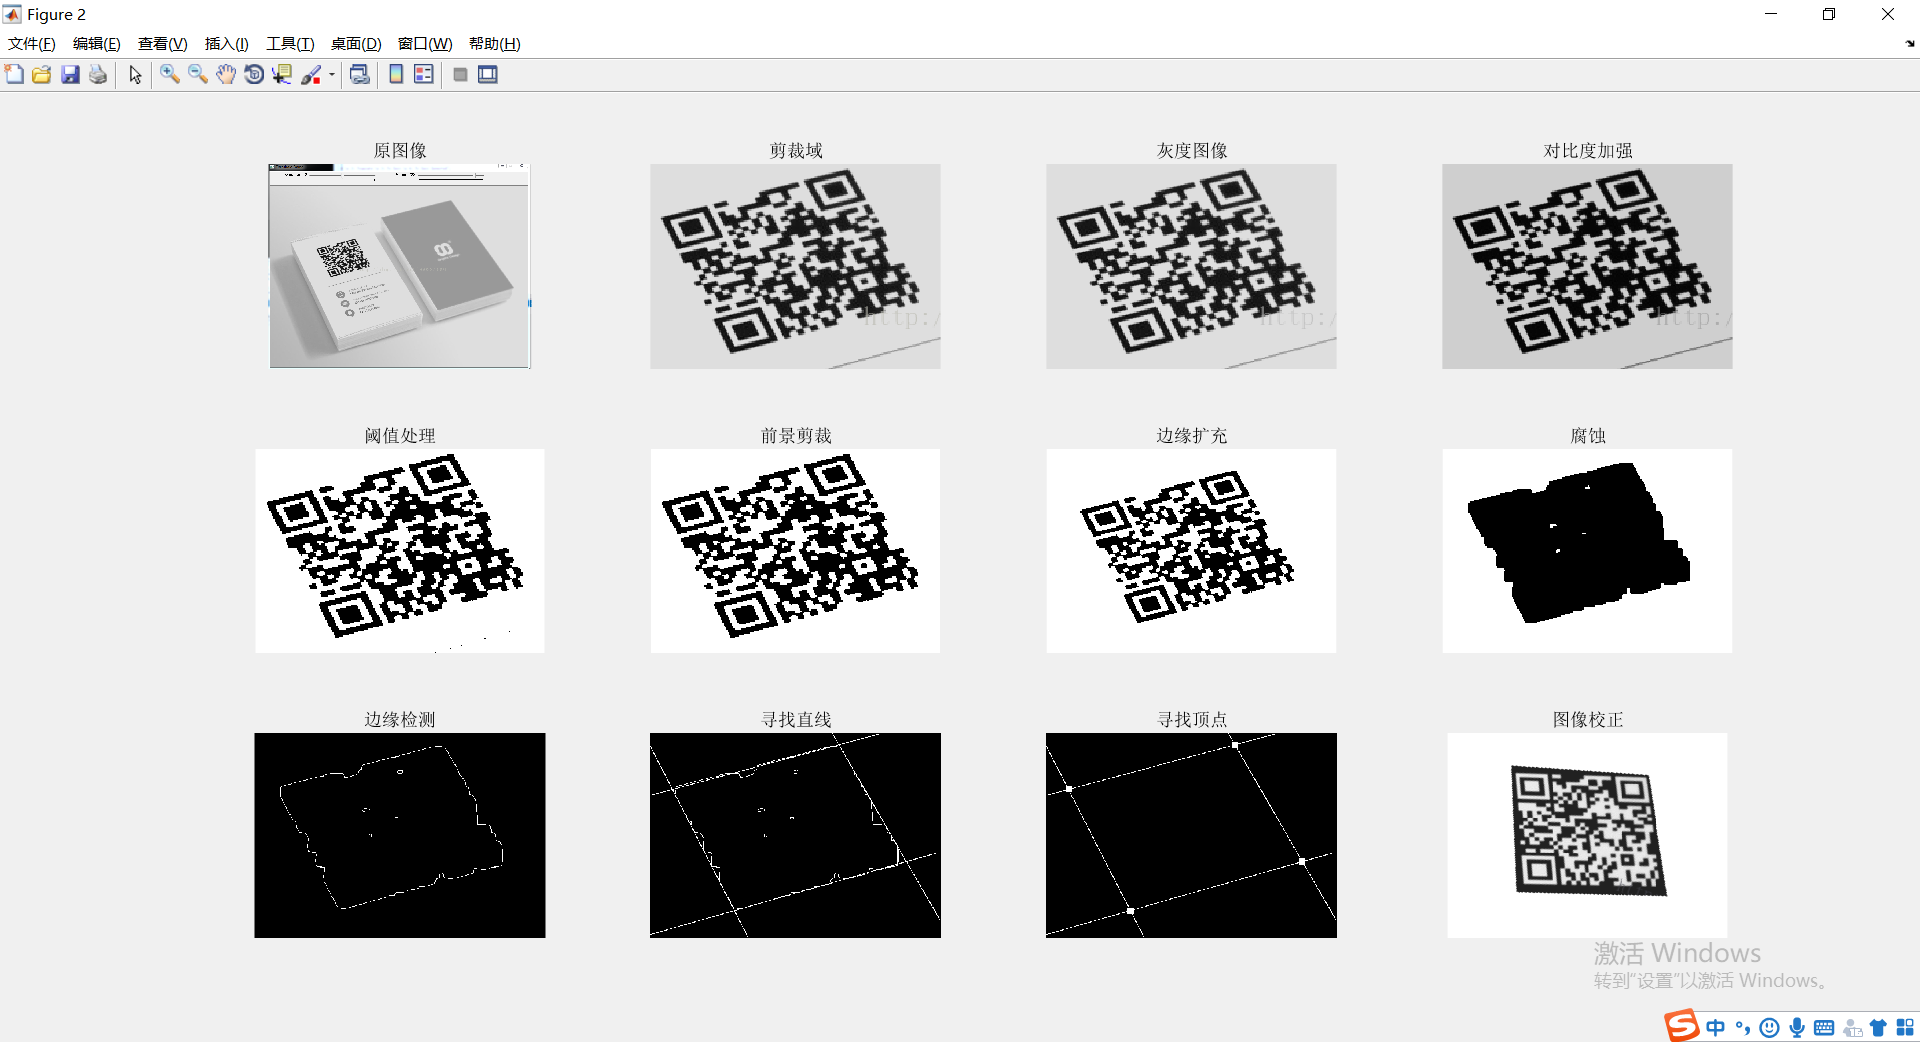 Figure 2
文件(F) 编辑(E) 查看(V) 插入(I) 工具(T) 桌面(D) 窗口(W) 帮助(H)
原图像 剪裁域 灰度图像 对比度加强
http:/ http:/ http:/
阈值处理 前景剪裁 边缘扩充 腐蚀
边缘检测 寻找直线 寻找顶点 图像校正
激活 Windows
转到"设置"以激活 Windows。
中